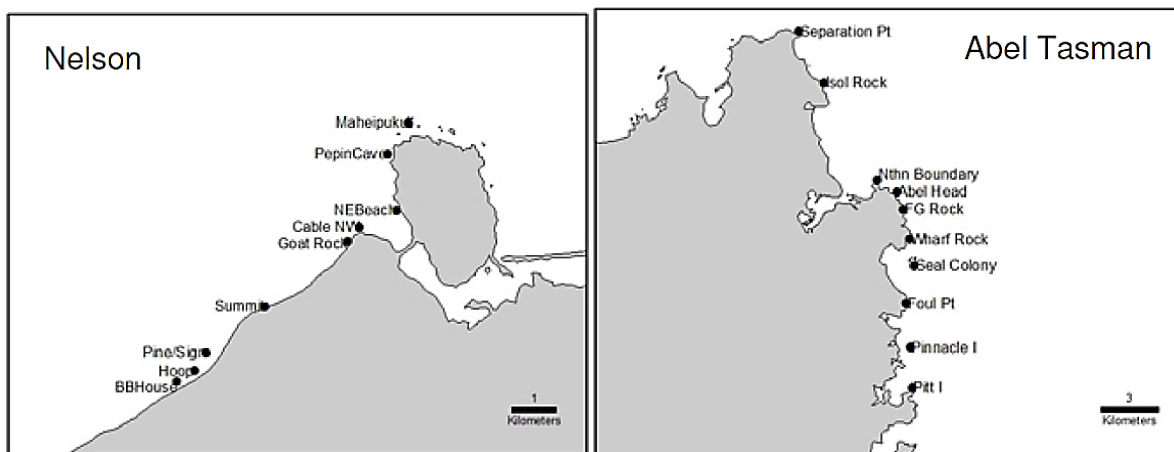 Nelson
Maheipuku
PepinCave
NEBeach
Cable NW
Goat Rock
Summit
Pine/Sign
Hoop
BBHouse
1
Kilometers
Abel Tasman
Separation Pt
Isol Rock
Nthn Boundary
Abel Head
FG Rock
Wharf Rock
Seal Colony
Foul Pt
Pinnacle I
Pitt I
3
Kilometers